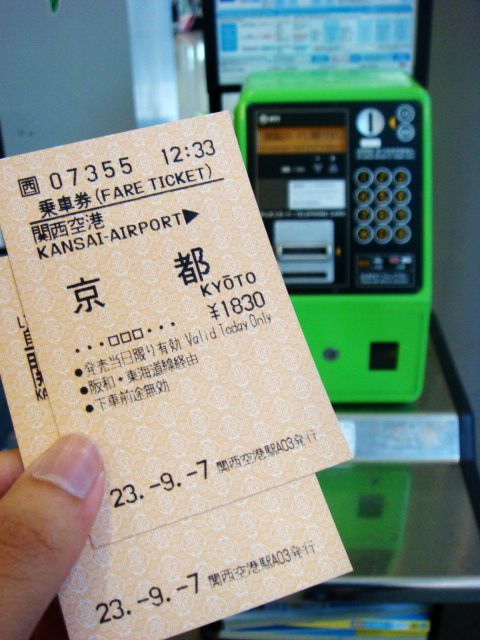 西 07355 12:33
乗車券(FARE TICKET)
関西空港
KANSAI-AIRPORT▶
京 都
KYŌTO
¥1830
...□□□...
●発売当日限り有効 Valid Today Only
●阪和・東海道線経由
●下車前途無効
23.-9.-7 関西空港駅A03発行
23.-9.-7 関西空港駅A03発行